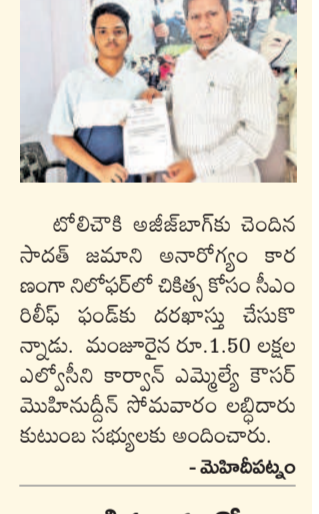 టోలిచౌకి అజీజ్‌బాగ్‌కు చెందిన
సాదత్ జమాని అనారోగ్యం కార
ణంగా నిలోఫర్‌లో చికిత్స కోసం సీఎం
రిలీఫ్ ఫండ్‌కు దరఖాస్తు చేసుకొ
న్నాడు. మంజూరైన రూ.1.50 లక్షల
ఎల్వోసీని కార్వాన్ ఎమ్మెల్యే కౌసర్
మొహినుద్దీన్ సోమవారం లబ్ధిదారు
కుటుంబ సభ్యులకు అందించారు.
- మెహిదీపట్నం